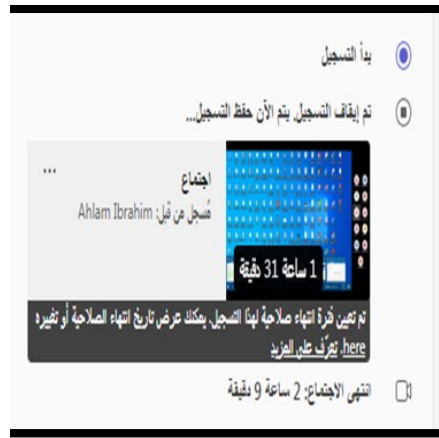 بدأ التسجيل
تم إيقاف التسجيل. يتم الآن حفظ التسجيل...
...
اجتماع
مُسجل من قبل: Ahlam Ibrahim
1 ساعة 31 دقيقة
تم تعيين فترة انتهاء صلاحية لهذا التسجيل. يمكنك عرض تاريخ انتهاء الصلاحية أو تغييره
here. تعرّف على المزيد
انتهى الاجتماع: 2 ساعة 9 دقيقة